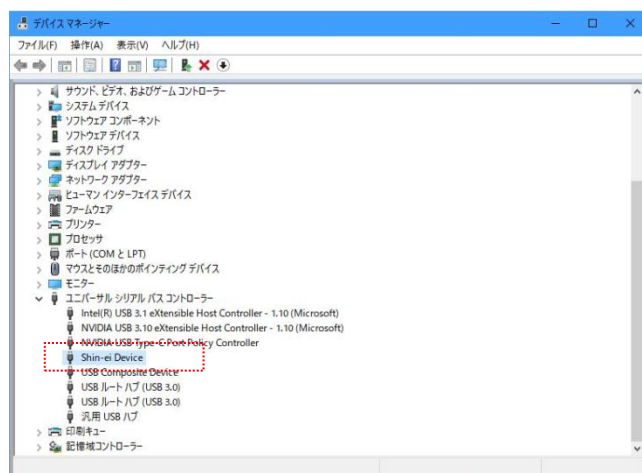 デバイス マネージャー
ファイル(F) 操作(A) 表示(V) ヘルプ(H)
サウンド、ビデオ、およびゲーム コントローラー
システム デバイス
ソフトウェア コンポーネント
ソフトウェア デバイス
ディスク ドライブ
ディスプレイ アダプター
ネットワーク アダプター
ヒューマン インターフェイス デバイス
ファームウェア
プリンター
プロセッサ
ポート (COM と LPT)
マウスとそのほかのポインティング デバイス
モニター
ユニバーサル シリアル バス コントローラー
Intel(R) USB 3.1 eXtensible Host Controller - 1.10 (Microsoft)
NVIDIA USB 3.10 eXtensible Host Controller - 1.10 (Microsoft)
NVIDIA USB Type-C Port Policy Controller
Shin-ei Device
USB Composite Device
USB ルート ハブ (USB 3.0)
USB ルート ハブ (USB 3.0)
汎用 USB ハブ
印刷キュー
記憶域コントローラー